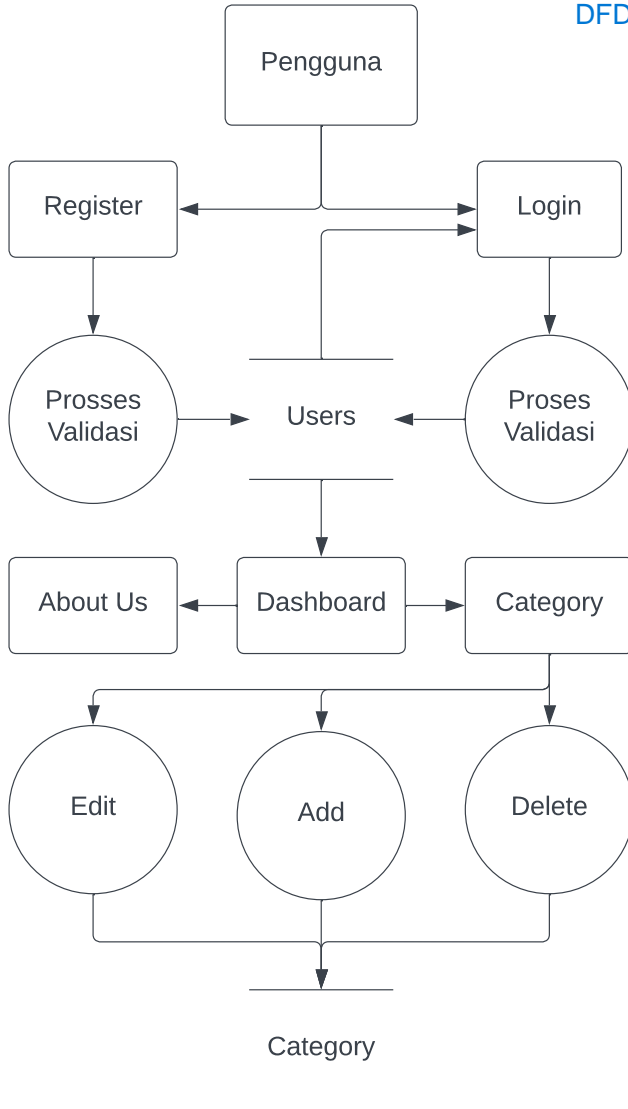 DFD
Pengguna
Register
Login
Prosses
Validasi
Users
Proses
Validasi
About Us
Dashboard
Category
Edit
Add
Delete
Category